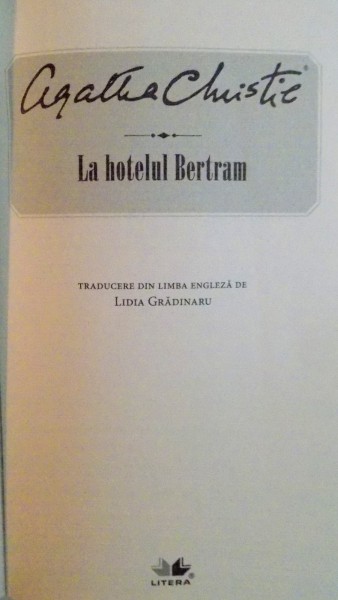 Agatha Christie®
La hotelul Bertram
TRADUCERE DIN LIMBA ENGLEZĂ DE
LIDIA GRĂDINARU
LITERA®